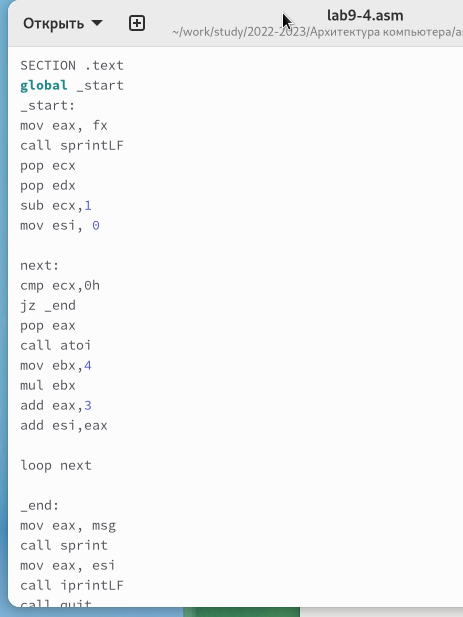 Открыть
lab9-4.asm
~/work/study/2022-2023/Архитектура компьютера/a
SECTION .text
global _start
_start:
mov eax, fx
call sprintLF
pop ecx
pop edx
sub ecx,1
mov esi, 0
next:
cmp ecx,0h
jz _end
pop eax
call atoi
mov ebx,4
mul ebx
add eax,3
add esi,eax
loop next
_end:
mov eax, msg
call sprint
mov eax, esi
call iprintLF
call quit